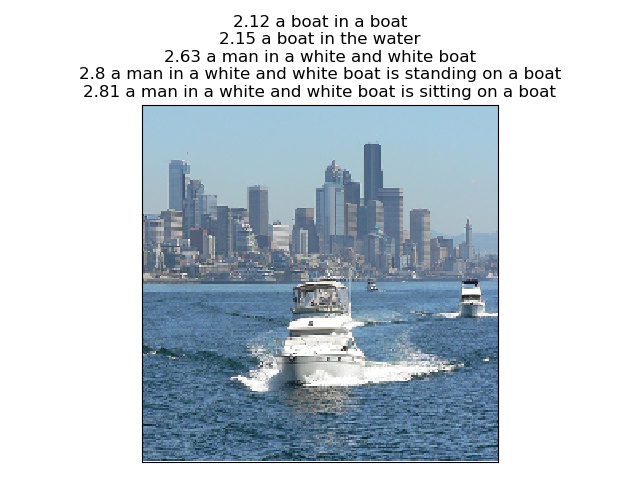 2.12 a boat in a boat
2.15 a boat in the water
2.63 a man in a white and white boat
2.8 a man in a white and white boat is standing on a boat
2.81 a man in a white and white boat is sitting on a boat